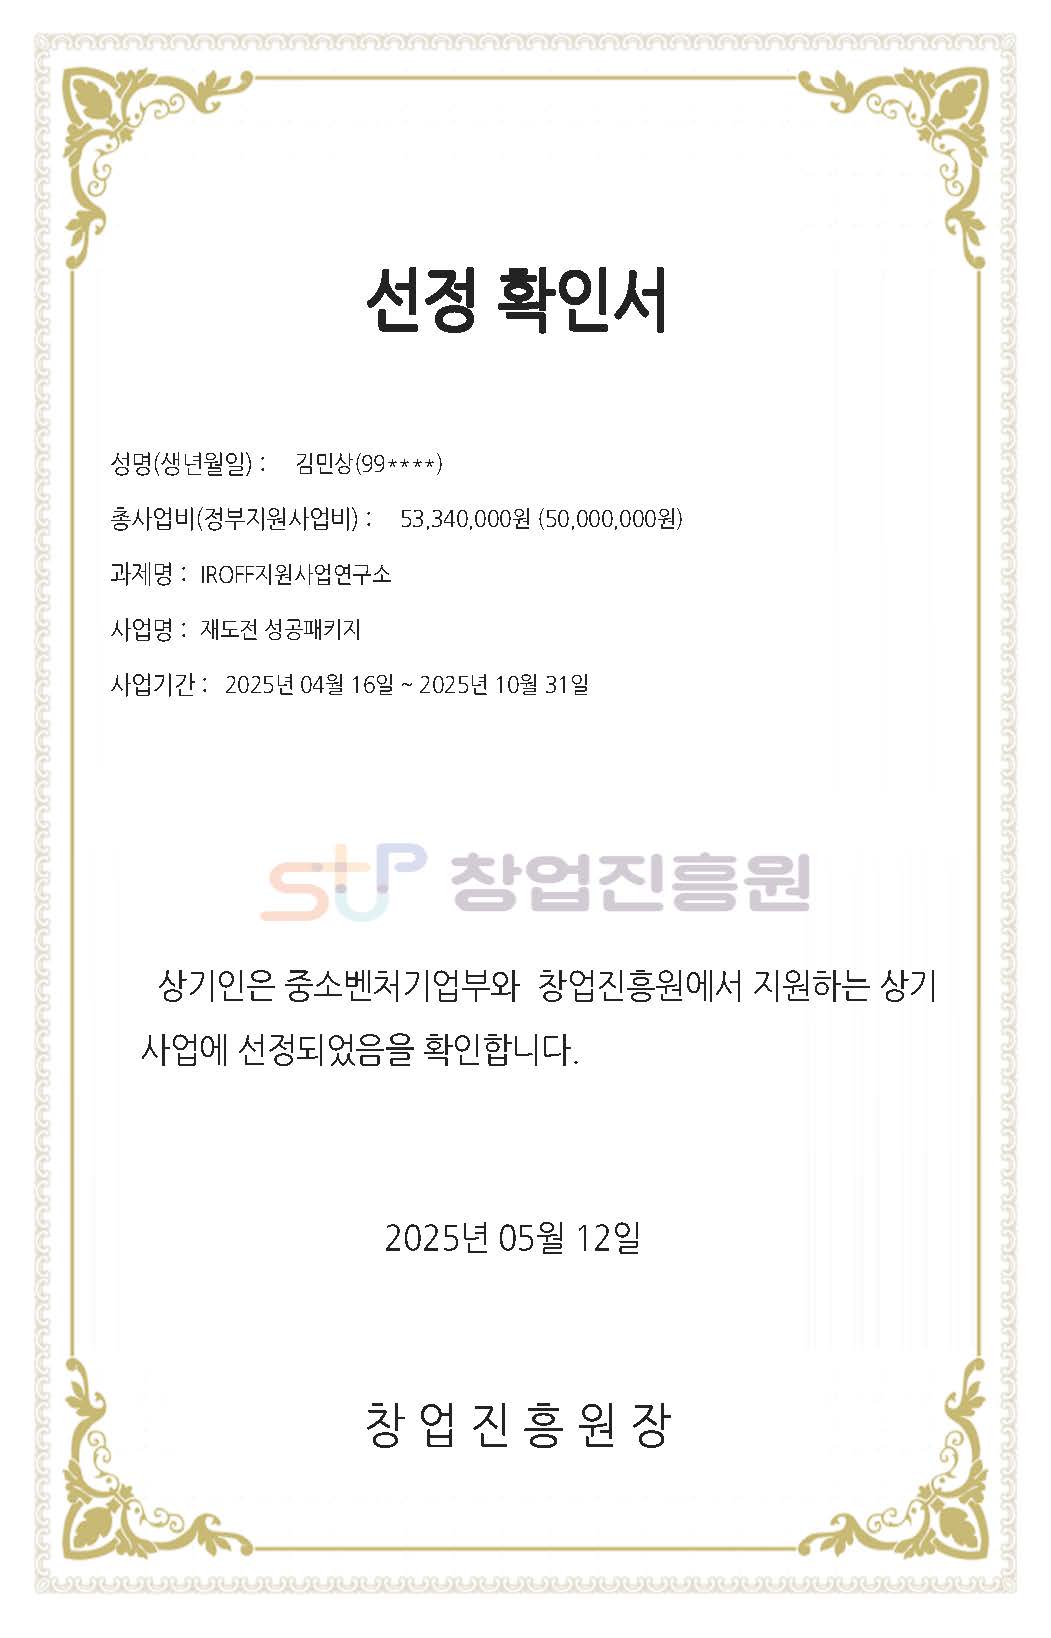 선정 확인서
성명(생년월일) : 김민상(99****)
총사업비(정부지원사업비) : 53,340,000원 (50,000,000원)
과제명 : IROFF지원사업연구소
사업명 : 재도전 성공패키지
사업기간 : 2025년 04월 16일 ~ 2025년 10월 31일
stup 창업진흥원
상기인은 중소벤처기업부와 창업진흥원에서 지원하는 상기
사업에 선정되었음을 확인합니다.
2025년 05월 12일
창 업 진 흥 원 장